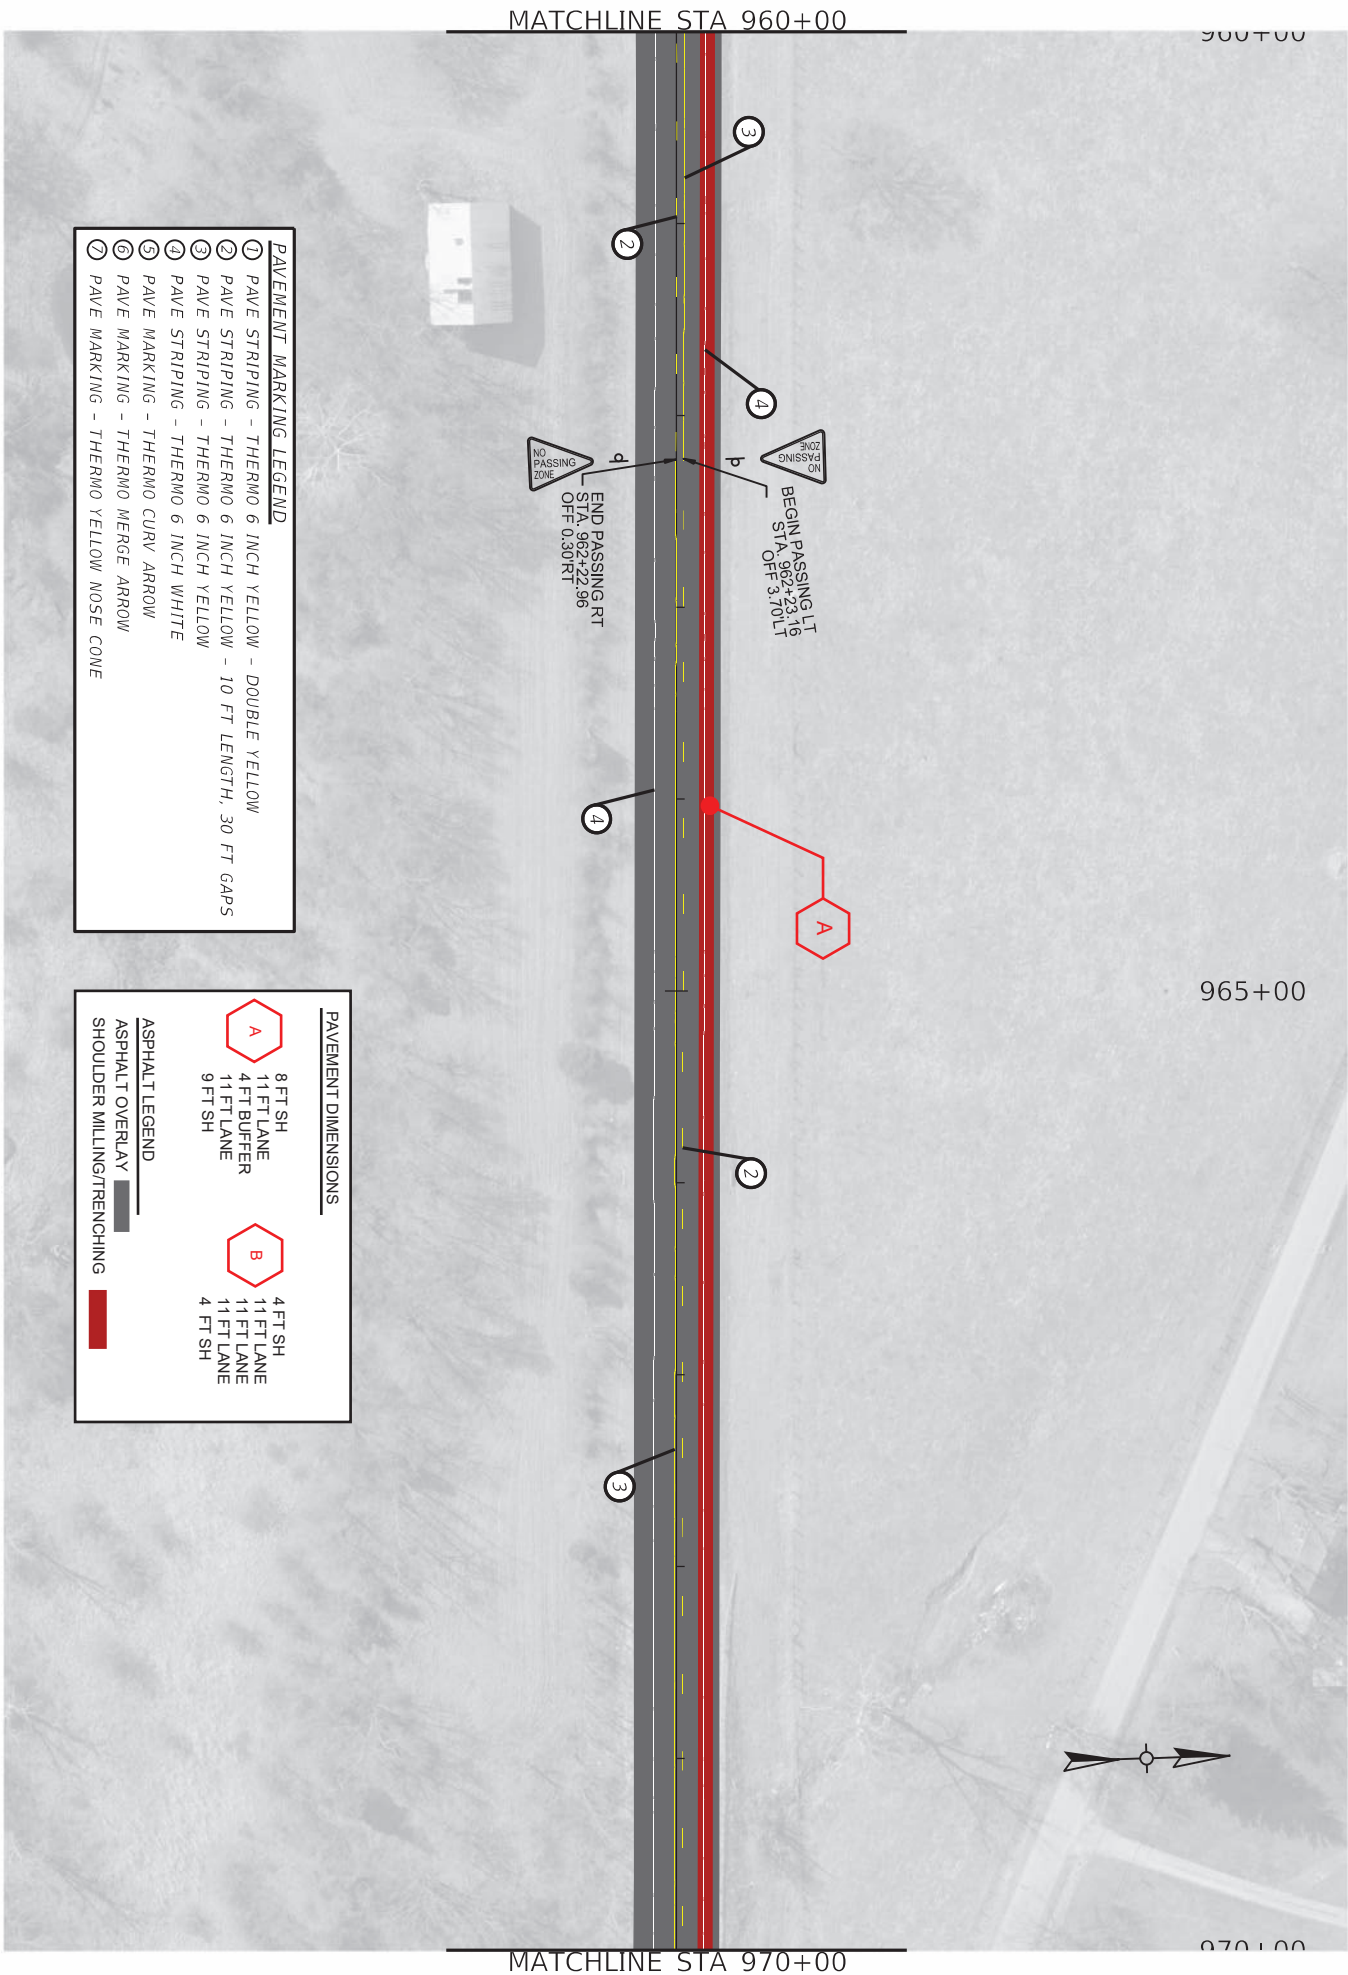 MATCHLINE STA 960+00
960+00
3
2
4
NO
PASSING
ZONE
NO
PASSING
ZONE
BEGIN PASSING LT
STA. 962+23.16
OFF 3.70'LT
END PASSING RT
STA. 962+22.96
OFF 0.30'RT
4
A
965+00
2
3
PAVEMENT MARKING LEGEND
1 PAVE STRIPING - THERMO 6 INCH YELLOW - DOUBLE YELLOW
2 PAVE STRIPING - THERMO 6 INCH YELLOW - 10 FT LENGTH, 30 FT GAPS
3 PAVE STRIPING - THERMO 6 INCH YELLOW
4 PAVE STRIPING - THERMO 6 INCH WHITE
5 PAVE MARKING - THERMO CURV ARROW
6 PAVE MARKING - THERMO MERGE ARROW
7 PAVE MARKING - THERMO YELLOW NOSE CONE
PAVEMENT DIMENSIONS
A
8 FT SH
11 FT LANE
4 FT BUFFER
11 FT LANE
9 FT SH
B
4 FT SH
11 FT LANE
11 FT LANE
11 FT LANE
4 FT SH
ASPHALT LEGEND
ASPHALT OVERLAY
SHOULDER MILLING/TRENCHING
970+00
MATCHLINE STA 970+00